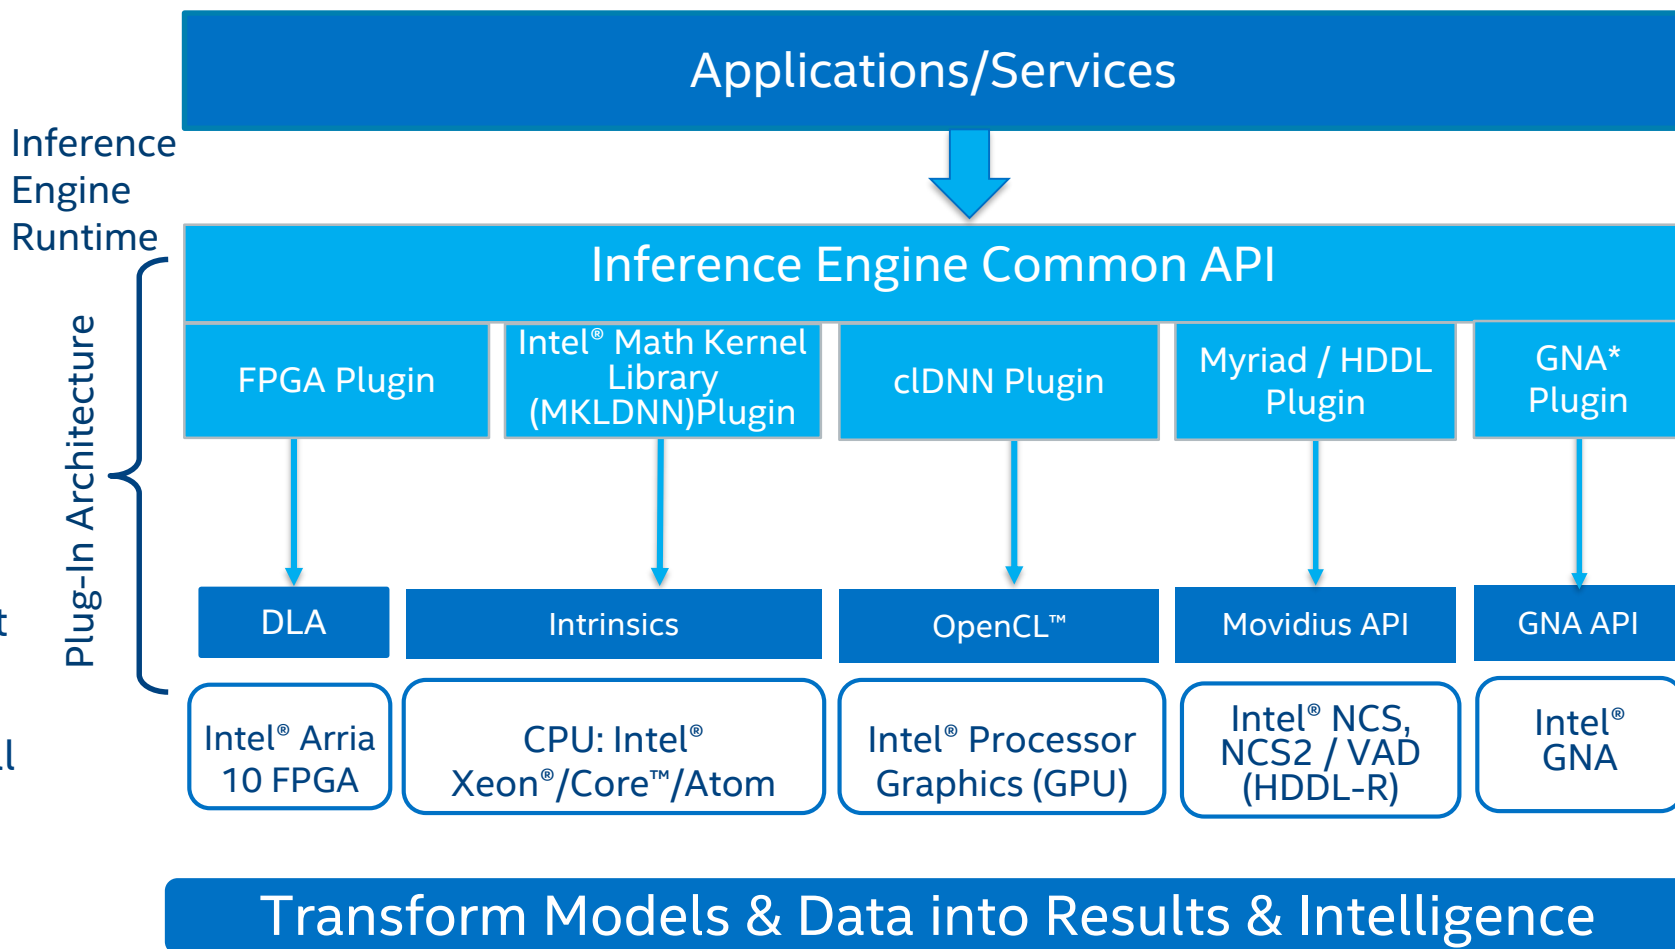 Applications/Services
Inference
Engine
Runtime
Inference Engine Common API
Plug-In Architecture
FPGA Plugin
Intel® Math Kernel
Library
(MKLDNN)Plugin
clDNN Plugin
Myriad / HDDL
Plugin
GNA*
Plugin
DLA
Intrinsics
OpenCL™
Movidius API
GNA API
Intel® Arria
10 FPGA
CPU: Intel®
Xeon®/Core™/Atom
Intel® Processor
Graphics (GPU)
Intel® NCS,
NCS2 / VAD
(HDDL-R)
Intel®
GNA
Transform Models & Data into Results & Intelligence